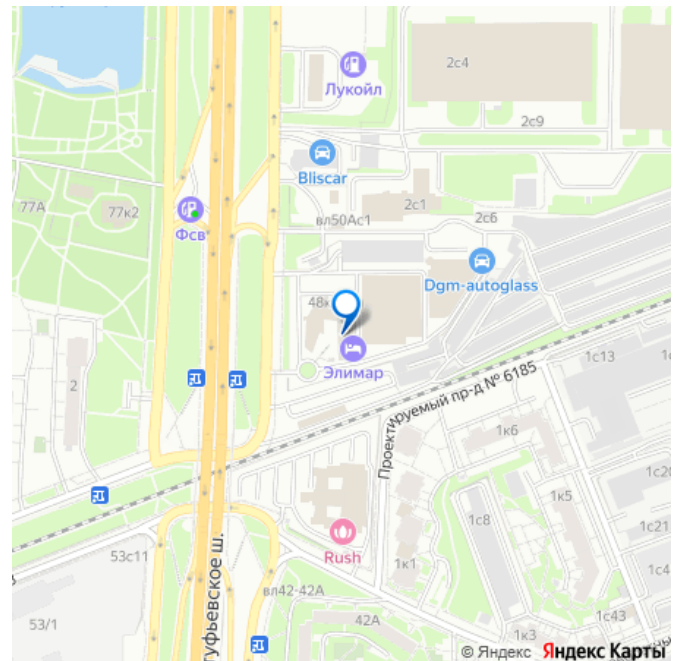 2с4
Лукойл
2с9
Bliscar
77А
77к2
2с1
Фсв
вл50Ас1
2с6
Dgm-autoglass
48к
Элимар
2
Проектируемый пр-д № 6185
1с13
1к6
1с20
1к5
1с8
1с21
Rush
53с11
1к1
1с4
вл42-42А
туфьевское ш.
42А
1с43
53/1
1к3
© Яндекс Яндекс Карты